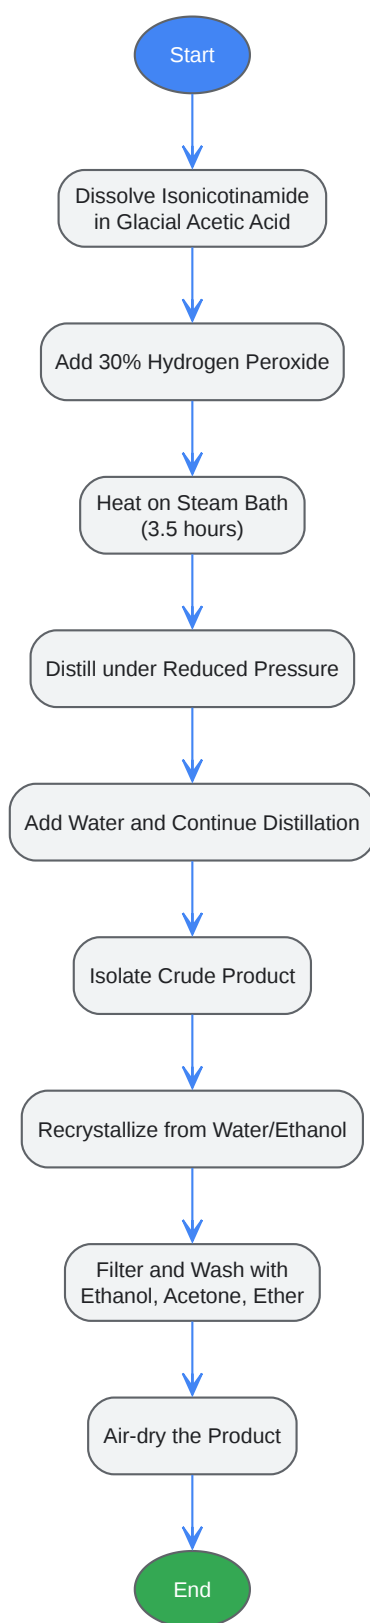 Start
Dissolve Isonicotinamide
in Glacial Acetic Acid
Add 30% Hydrogen Peroxide
Heat on Steam Bath
(3.5 hours)
Distill under Reduced Pressure
Add Water and Continue Distillation
Isolate Crude Product
Recrystallize from Water/Ethanol
Filter and Wash with
Ethanol, Acetone, Ether
Air-dry the Product
End